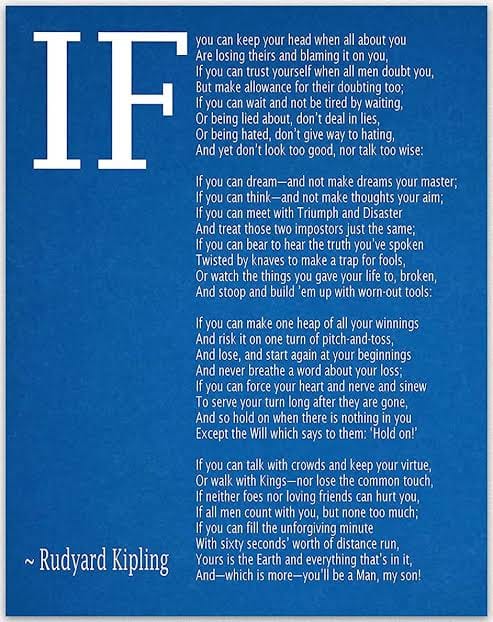 IF you can keep your head when all about you
Are losing theirs and blaming it on you,
If you can trust yourself when all men doubt you,
But make allowance for their doubting too;
If you can wait and not be tired by waiting,
Or being lied about, don't deal in lies,
Or being hated, don't give way to hating,
And yet don't look too good, nor talk too wise:

If you can dream—and not make dreams your master;
If you can think—and not make thoughts your aim;
If you can meet with Triumph and Disaster
And treat those two impostors just the same;
If you can bear to hear the truth you've spoken
Twisted by knaves to make a trap for fools,
Or watch the things you gave your life to, broken,
And stoop and build 'em up with worn-out tools:

If you can make one heap of all your winnings
And risk it on one turn of pitch-and-toss,
And lose, and start again at your beginnings
And never breathe a word about your loss;
If you can force your heart and nerve and sinew
To serve your turn long after they are gone,
And so hold on when there is nothing in you
Except the Will which says to them: 'Hold on!'

If you can talk with crowds and keep your virtue,
Or walk with Kings—nor lose the common touch,
If neither foes nor loving friends can hurt you,
If all men count with you, but none too much;
If you can fill the unforgiving minute
With sixty seconds' worth of distance run,
Yours is the Earth and everything that's in it,
And—which is more—you'll be a Man, my son!
~ Rudyard Kipling